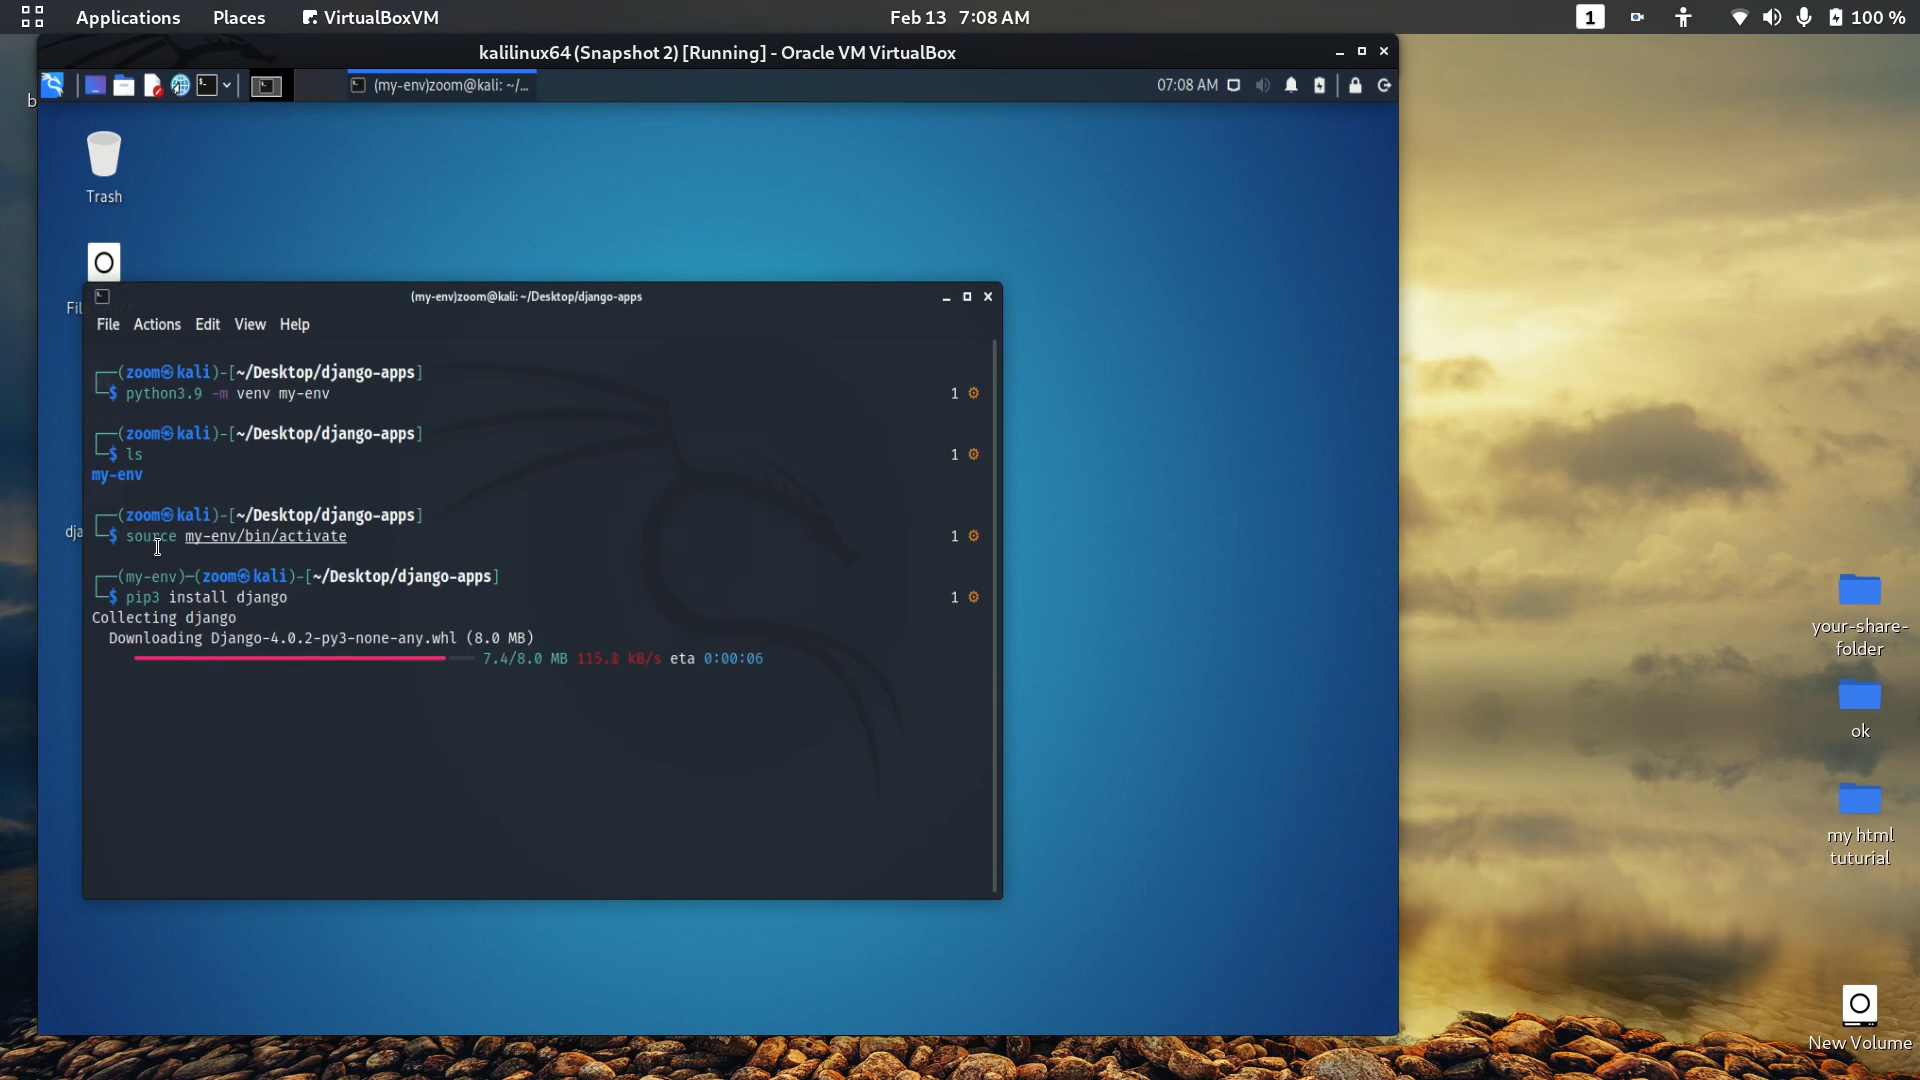 Applications Places VirtualBoxVM Feb 13 7:08 AM 1 100 %
kalilinux64 (Snapshot 2) [Running] - Oracle VM VirtualBox
(my-env)zoom@kali: ~/... 07:08 AM
b
Trash
Fil
(my-env)zoom@kali: ~/Desktop/django-apps
File Actions Edit View Help
┌──(zoom㉿kali)-[~/Desktop/django-apps]
└─$ python3.9 -m venv my-env 1 ⚙
┌──(zoom㉿kali)-[~/Desktop/django-apps]
└─$ ls 1 ⚙
my-env
┌──(zoom㉿kali)-[~/Desktop/django-apps]
dja
└─$ source my-env/bin/activate 1 ⚙
┌──(my-env)─(zoom㉿kali)-[~/Desktop/django-apps]
└─$ pip3 install django 1 ⚙
Collecting django
Downloading Django-4.0.2-py3-none-any.whl (8.0 MB)
7.4/8.0 MB 115.8 kB/s eta 0:00:06
your-share-
folder
ok
my html
tuturial
New Volume